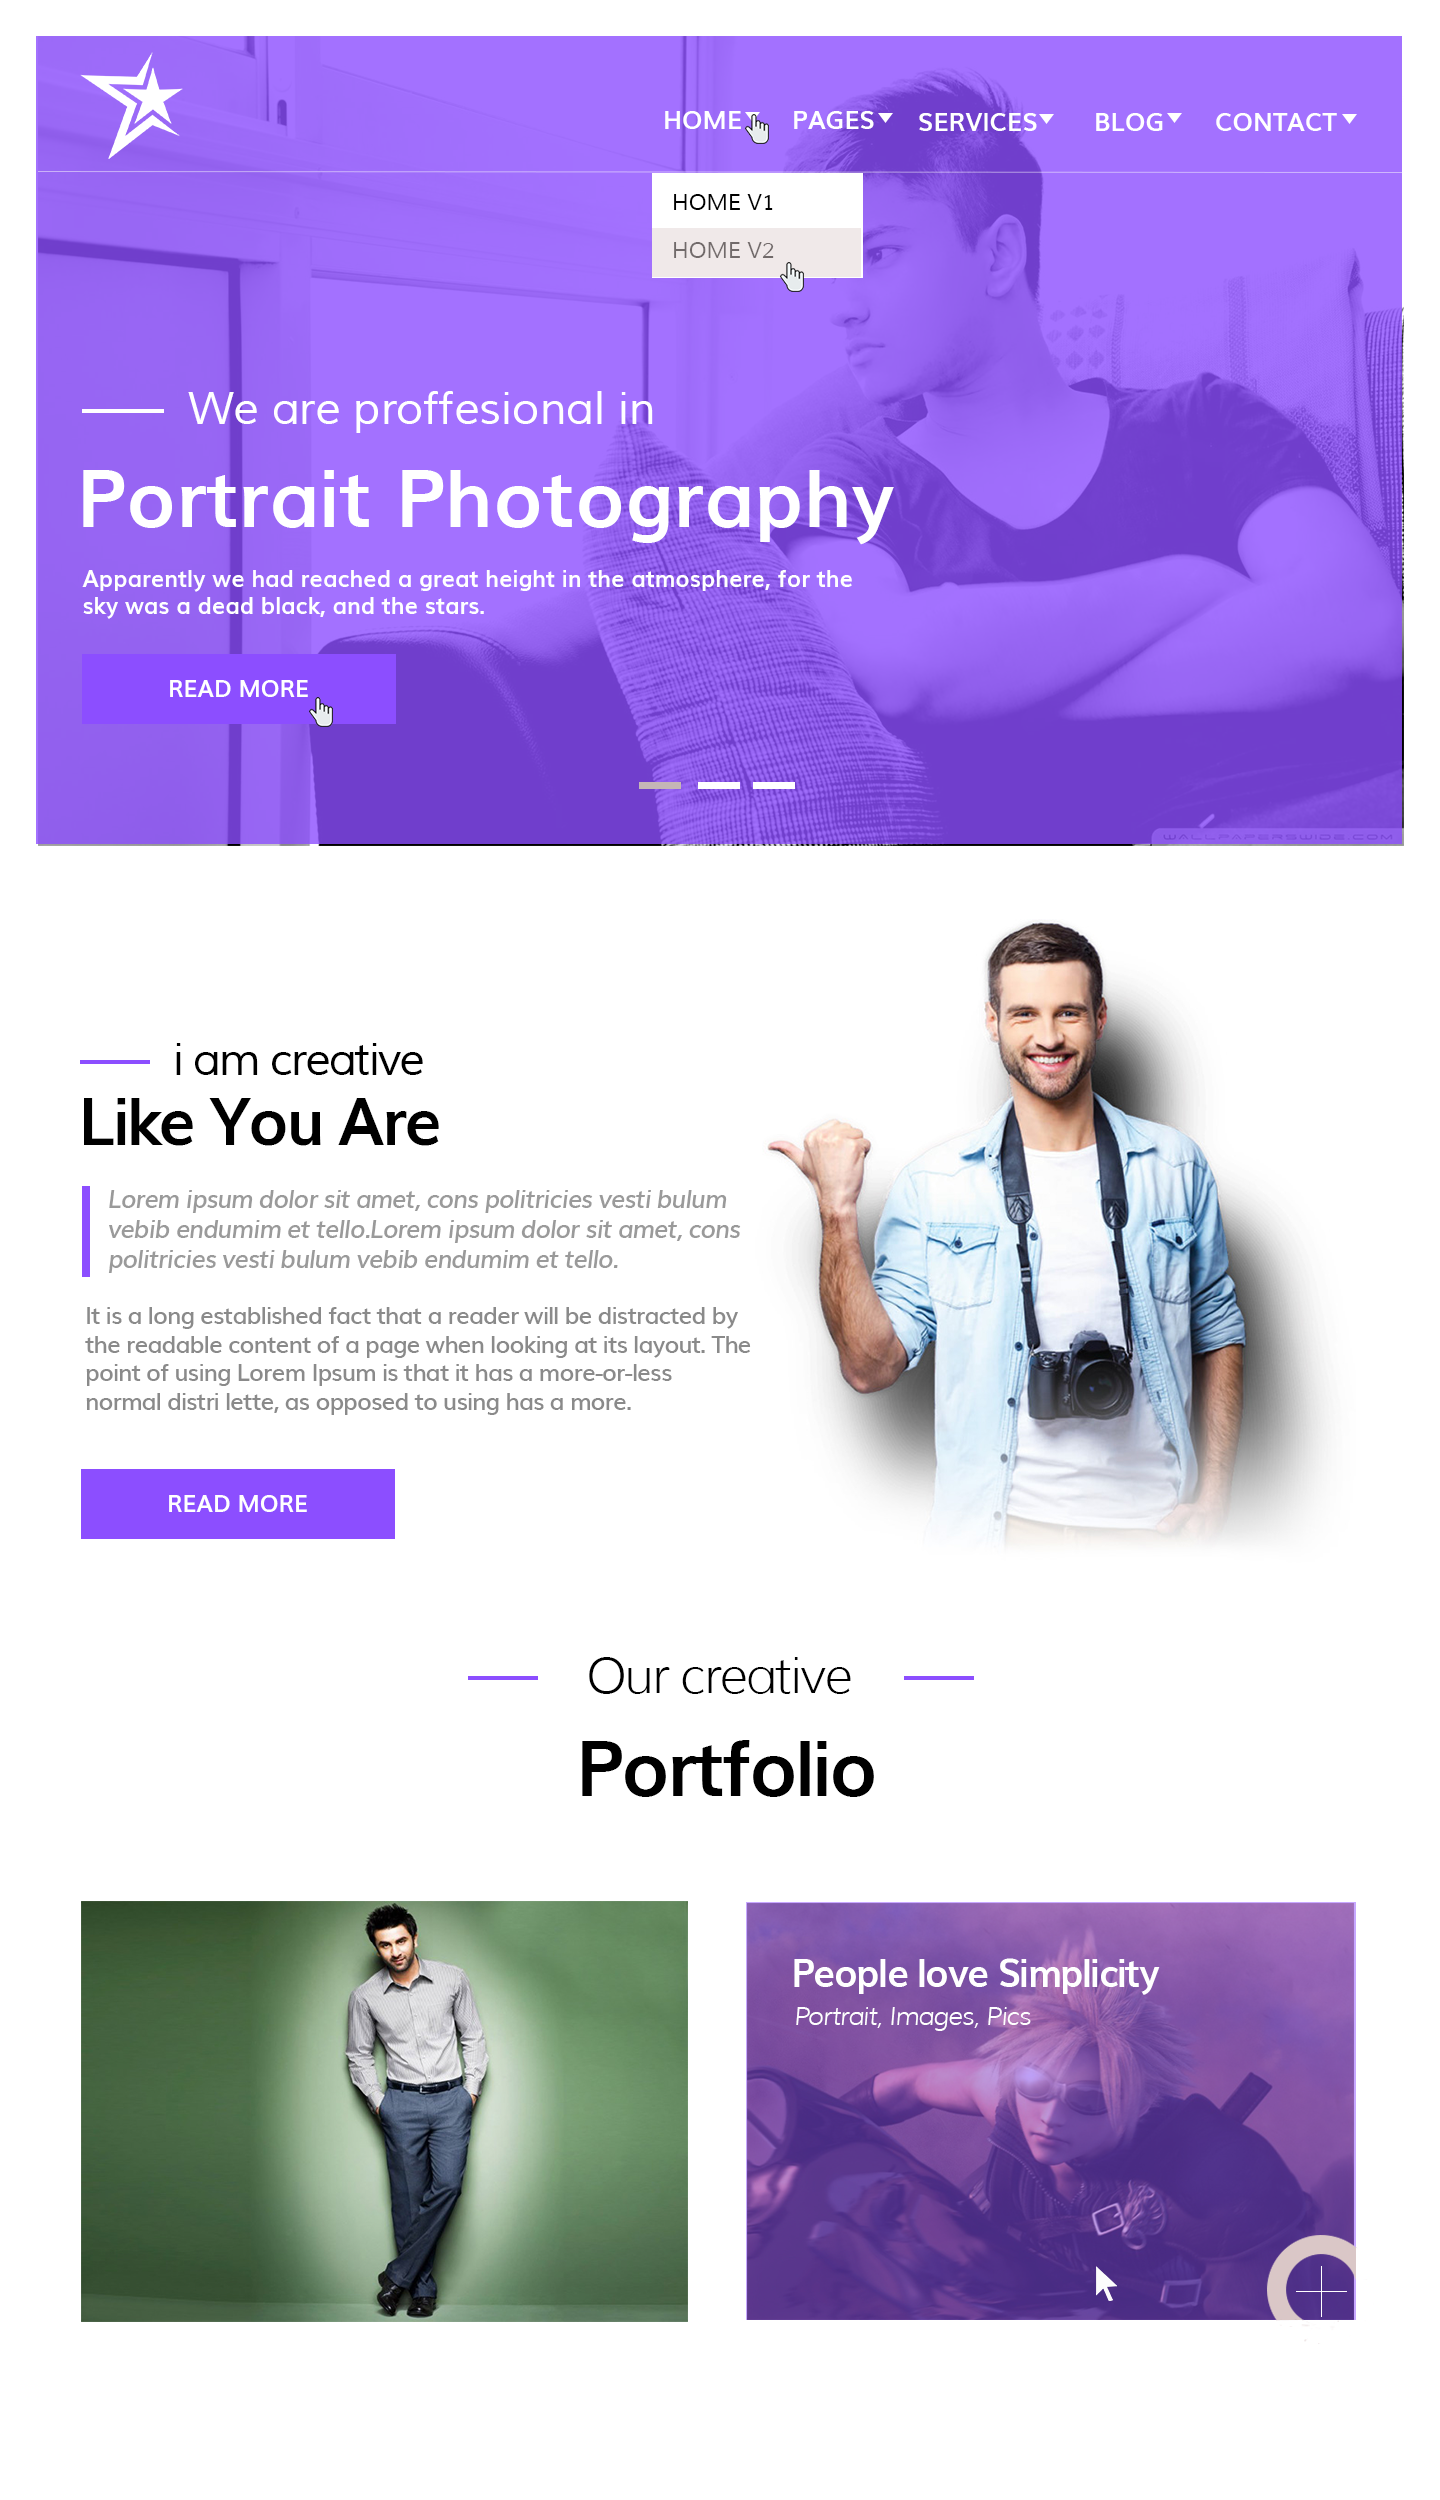 HOME PAGES SERVICES BLOG CONTACT
HOME V1
HOME V2
We are proffesional in
Portrait Photography
Apparently we had reached a great height in the atmosphere, for the
sky was a dead black, and the stars.
READ MORE
WALLPAPERSWIDE.COM
i am creative
Like You Are
Lorem ipsum dolor sit amet, cons politricies vesti bulum
vebib endumim et tello.Lorem ipsum dolor sit amet, cons
politricies vesti bulum vebib endumim et tello.
It is a long established fact that a reader will be distracted by
the readable content of a page when looking at its layout. The
point of using Lorem Ipsum is that it has a more-or-less
normal distri lette, as opposed to using has a more.
READ MORE
Our creative
Portfolio
People love Simplicity
Portrait, Images, Pics